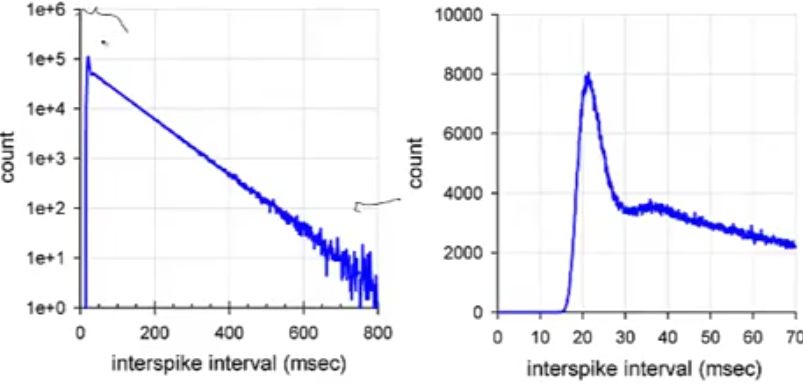 1e+6
1e+5
1e+4
1e+3
1e+2
1e+1
1e+0
count
0 200 400 600 800
interspike interval (msec)
10000
8000
6000
4000
2000
0
count
0 10 20 30 40 50 60 70
interspike interval (msec)